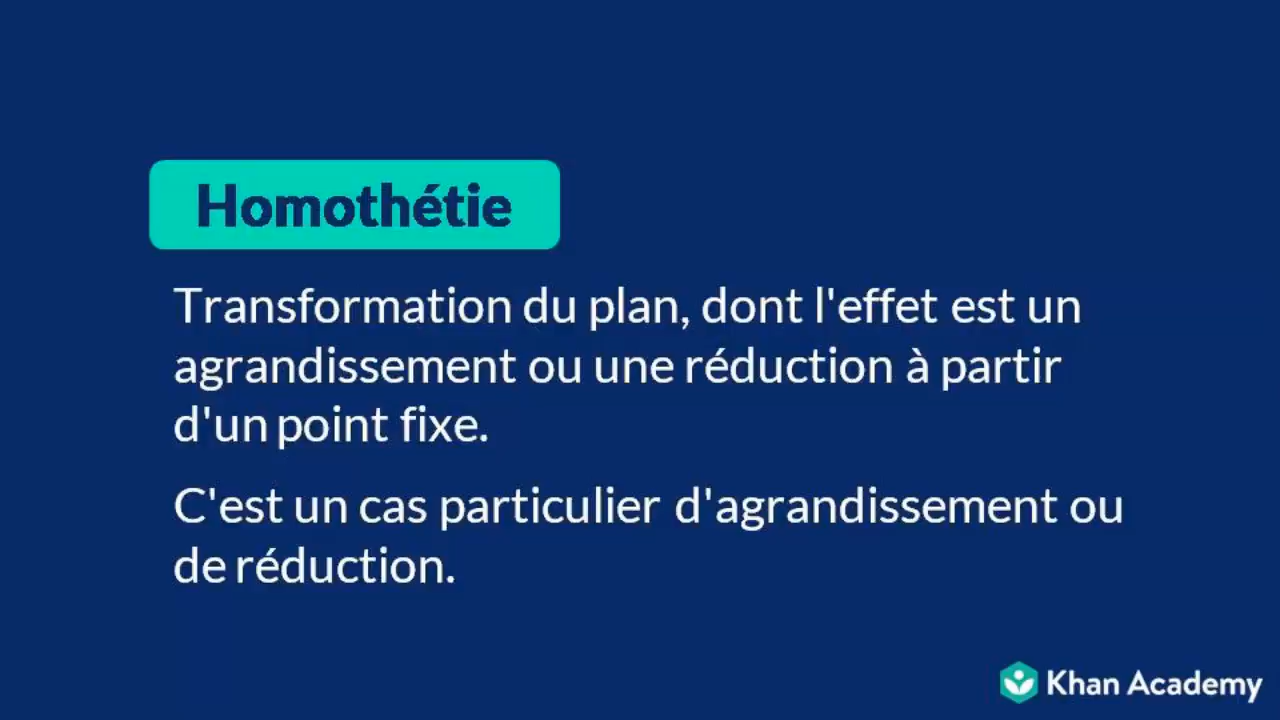 Homothétie
Transformation du plan, dont l'effet est un
agrandissement ou une réduction à partir
d'un point fixe.
C'est un cas particulier d'agrandissement ou
de réduction.
Khan Academy